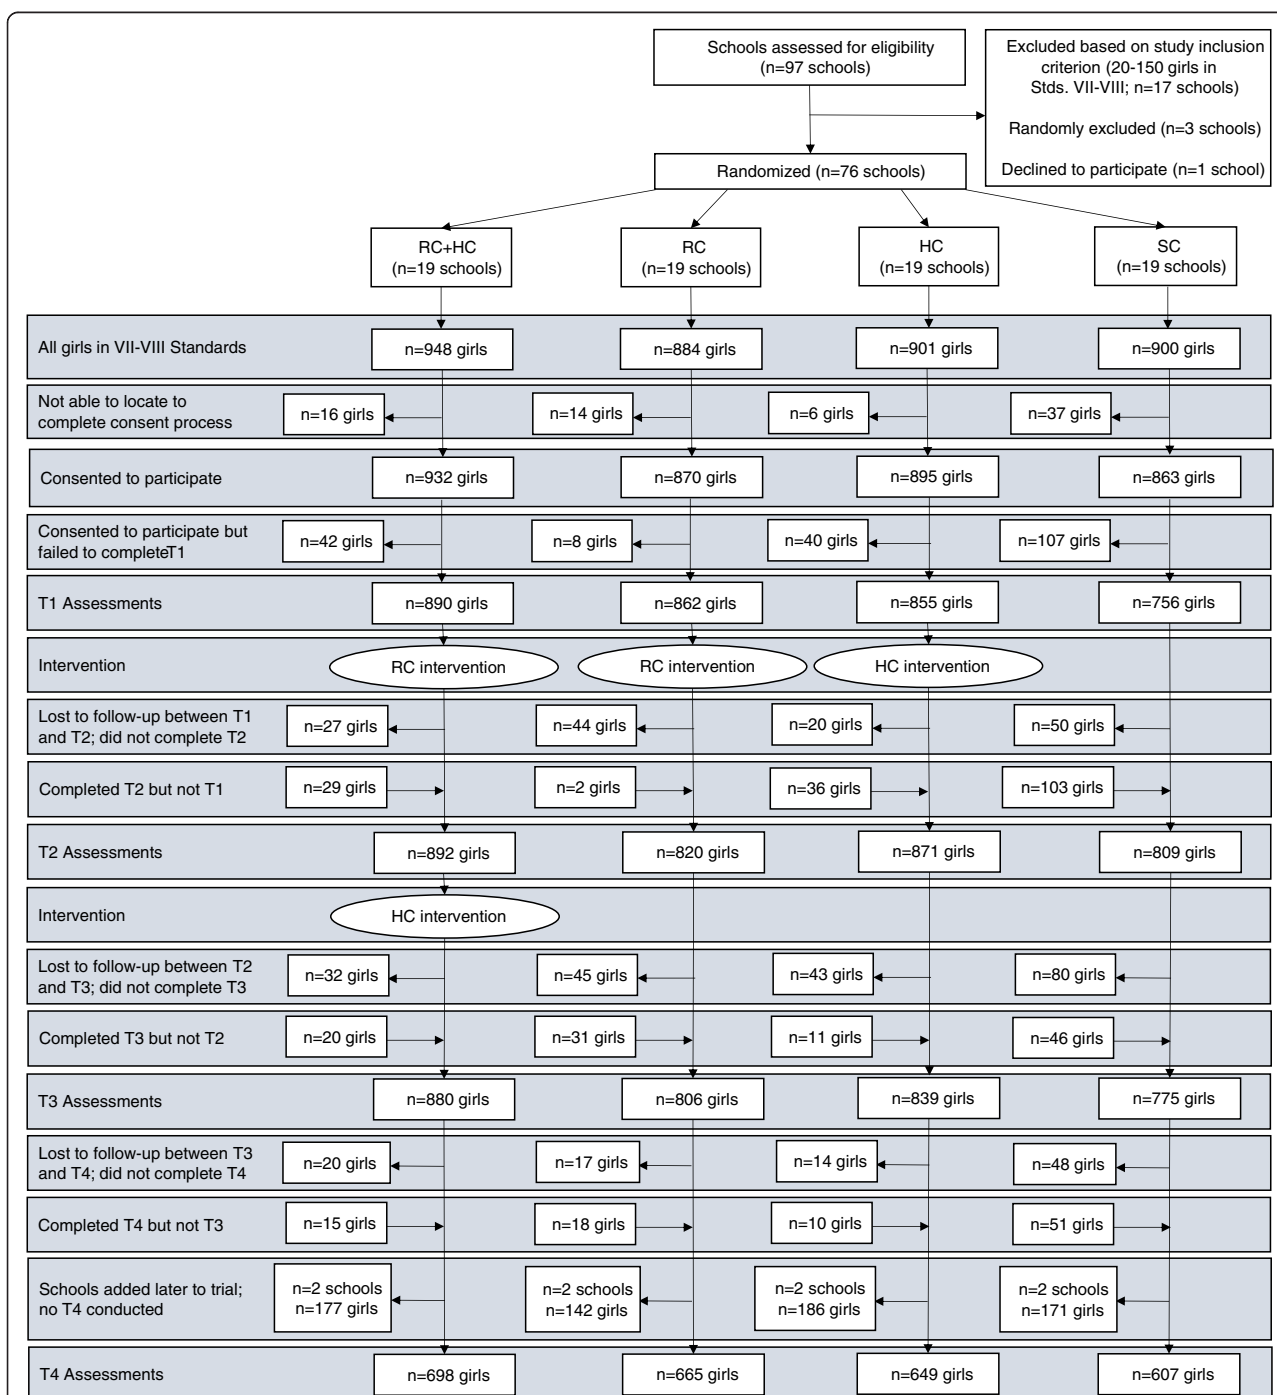 Schools assessed for eligibility
(n=97 schools)
Excluded based on study inclusion
criterion (20-150 girls in
Stds. VII-VIII; n=17 schools)
Randomly excluded (n=3 schools)
Declined to participate (n=1 school)
Randomized (n=76 schools)
RC+HC
(n=19 schools)
RC
(n=19 schools)
HC
(n=19 schools)
SC
(n=19 schools)
All girls in VII-VIII Standards
n=948 girls
n=884 girls
n=901 girls
n=900 girls
Not able to locate to
complete consent process
n=16 girls
n=14 girls
n=6 girls
n=37 girls
Consented to participate
n=932 girls
n=870 girls
n=895 girls
n=863 girls
Consented to participate but
failed to completeT1
n=42 girls
n=8 girls
n=40 girls
n=107 girls
T1 Assessments
n=890 girls
n=862 girls
n=855 girls
n=756 girls
Intervention
RC intervention
RC intervention
HC intervention
Lost to follow-up between T1
and T2; did not complete T2
n=27 girls
n=44 girls
n=20 girls
n=50 girls
Completed T2 but not T1
n=29 girls
n=2 girls
n=36 girls
n=103 girls
T2 Assessments
n=892 girls
n=820 girls
n=871 girls
n=809 girls
Intervention
HC intervention
Lost to follow-up between T2
and T3; did not complete T3
n=32 girls
n=45 girls
n=43 girls
n=80 girls
Completed T3 but not T2
n=20 girls
n=31 girls
n=11 girls
n=46 girls
T3 Assessments
n=880 girls
n=806 girls
n=839 girls
n=775 girls
Lost to follow-up between T3
and T4; did not complete T4
n=20 girls
n=17 girls
n=14 girls
n=48 girls
Completed T4 but not T3
n=15 girls
n=18 girls
n=10 girls
n=51 girls
Schools added later to trial;
no T4 conducted
n=2 schools
n=177 girls
n=2 schools
n=142 girls
n=2 schools
n=186 girls
n=2 schools
n=171 girls
T4 Assessments
n=698 girls
n=665 girls
n=649 girls
n=607 girls